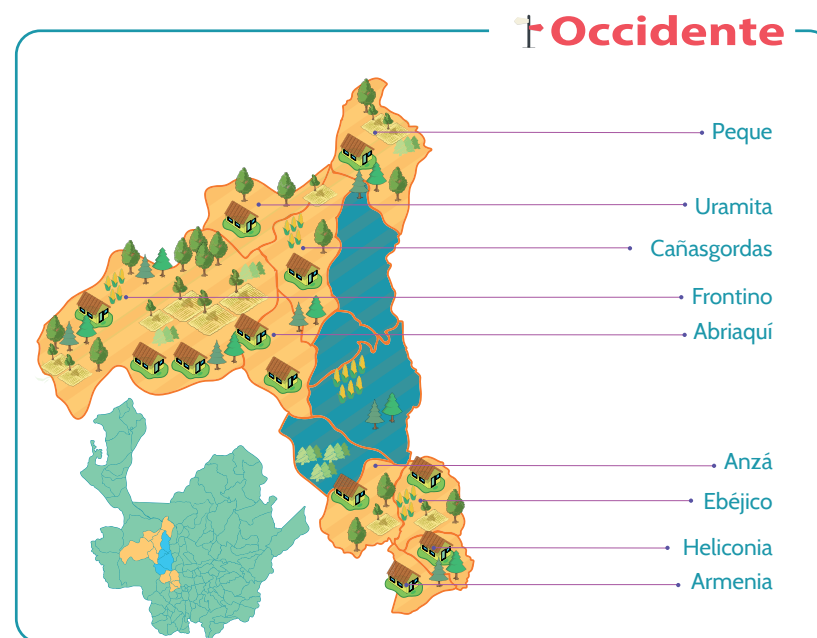 Occidente
Peque
Uramita
Cañasgordas
Frontino
Abriaquí
Anzá
Ebéjico
Heliconia
Armenia